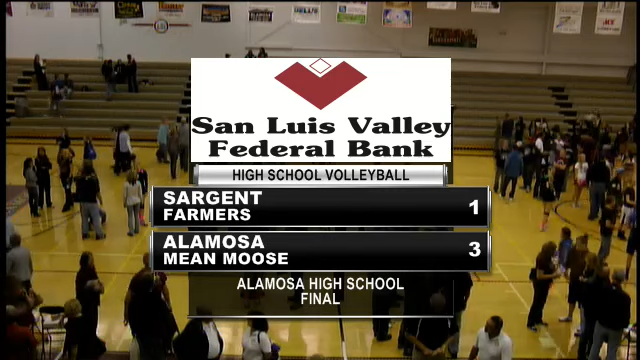 San Luis Valley
Federal Bank
HIGH SCHOOL VOLLEYBALL
SARGENT
FARMERS
1
ALAMOSA
MEAN MOOSE
3
ALAMOSA HIGH SCHOOL
FINAL